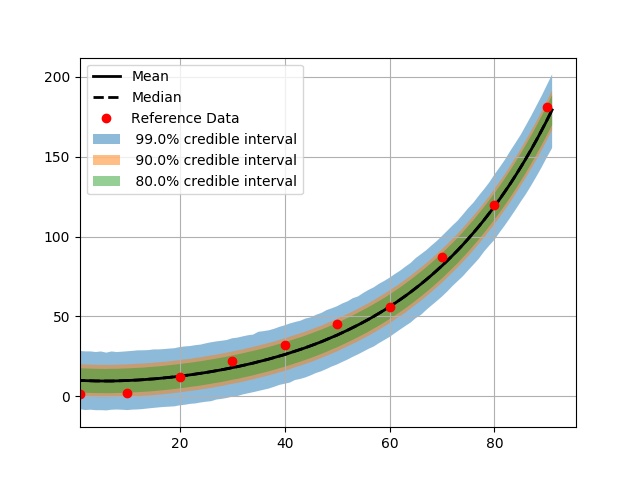 200
150
100
50
0
20
40
60
80
Mean
Median
Reference Data
99.0% credible interval
90.0% credible interval
80.0% credible interval